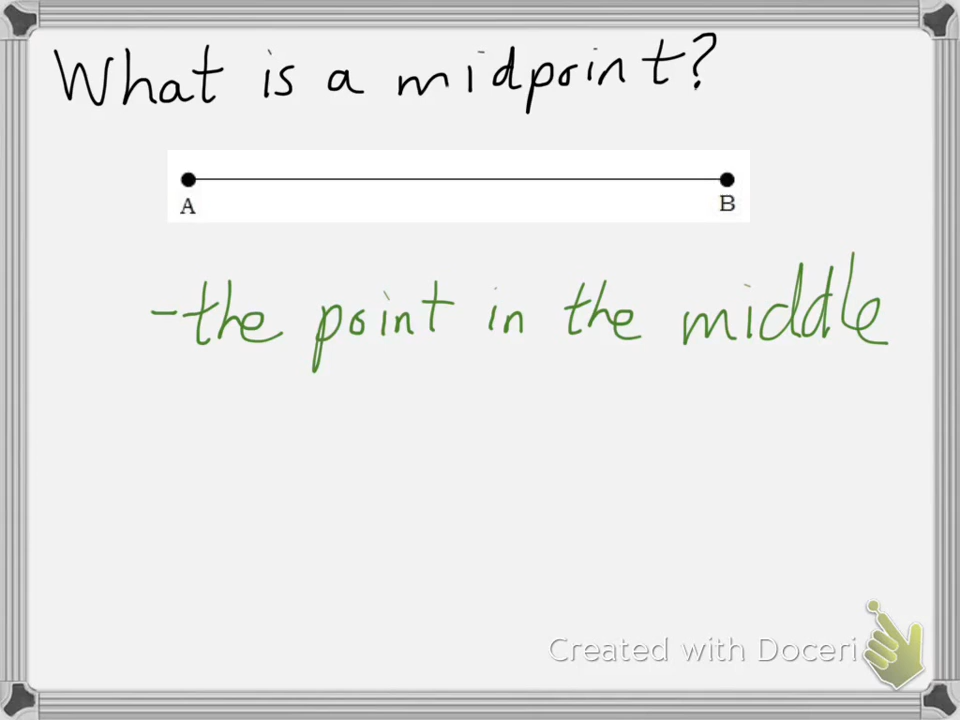 What is a midpoint?
A B
-the point in the middle
Created with Doceri